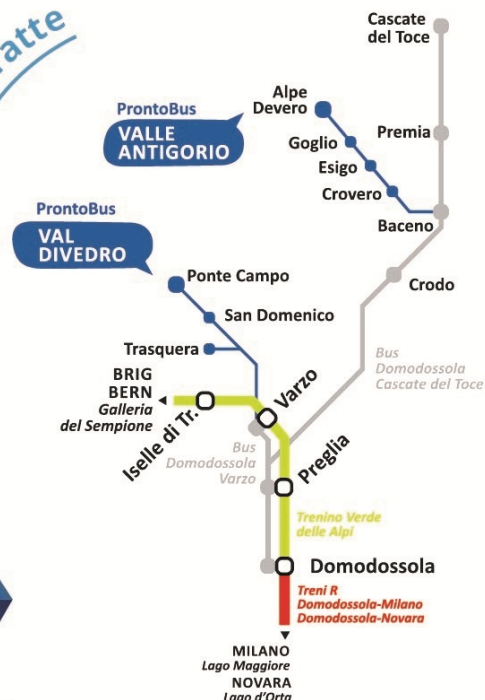 atte
Cascate
del Toce
Alpe
Devero
ProntoBus
VALLE
ANTIGORIO
Goglio
Premia
Esigo
Crovero
ProntoBus
Baceno
VAL
DIVEDRO
Ponte Campo
Crodo
San Domenico
Trasquera
Bus
Domodossola
Cascate del Toce
BRIG
BERN
Galleria
del Sempione
Varzo
Iselle di Tr.
Bus
Domodossola
Varzo
Preglia
Trenino Verde
delle Alpi
Domodossola
Treni R
Domodossola-Milano
Domodossola-Novara
MILANO
Lago Maggiore
NOVARA
Lago d'Orta